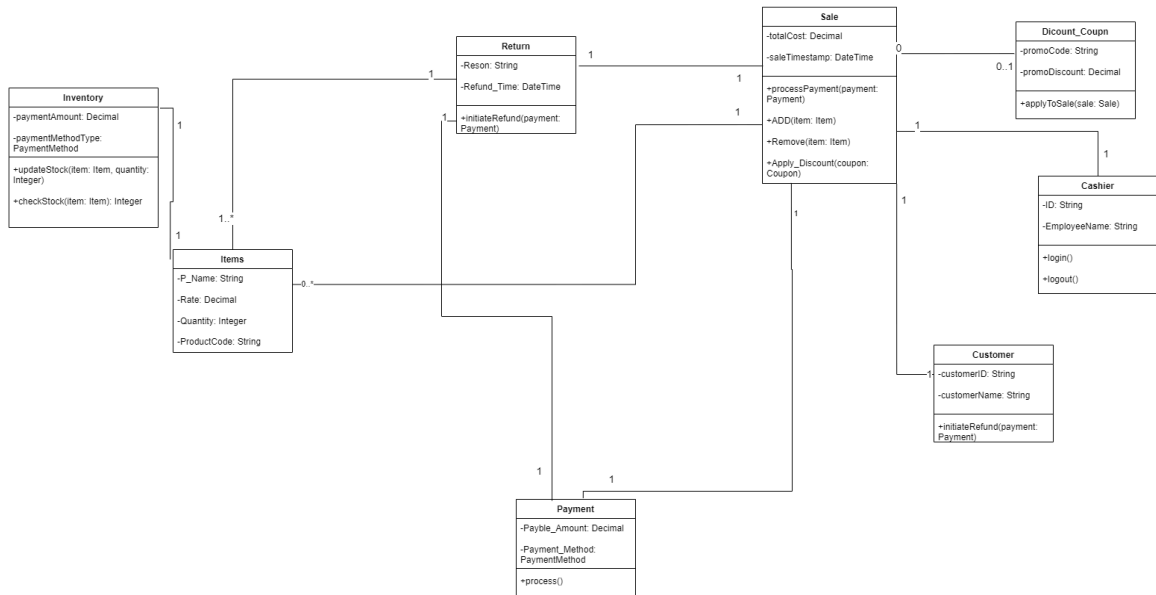 Sale
-totalCost: Decimal
-saleTimestamp: DateTime
+processPayment(payment:
Payment)
+ADD(item: Item)
+Remove(item: Item)
+Apply_Discount(coupon:
Coupon)
Dicount_Coupn
-promoCode: String
-promoDiscount: Decimal
+applyToSale(sale: Sale)
Return
-Reson: String
-Refund_Time: DateTime
+initiateRefund(payment:
Payment)
Inventory
-paymentAmount: Decimal
-paymentMethodType:
PaymentMethod
+updateStock(item: Item, quantity:
Integer)
+checkStock(item: Item): Integer
Cashier
-ID: String
-EmployeeName: String
+login()
+logout()
Items
-P_Name: String
-Rate: Decimal
-Quantity: Integer
-ProductCode: String
Customer
-customerID: String
-customerName: String
+initiateRefund(payment:
Payment)
Payment
-Payble_Amount: Decimal
-Payment_Method:
PaymentMethod
+process()
0
0..1
1
1
1
1
1
1
1
1
1
1
1..*
0..*
1
1
1
1
1